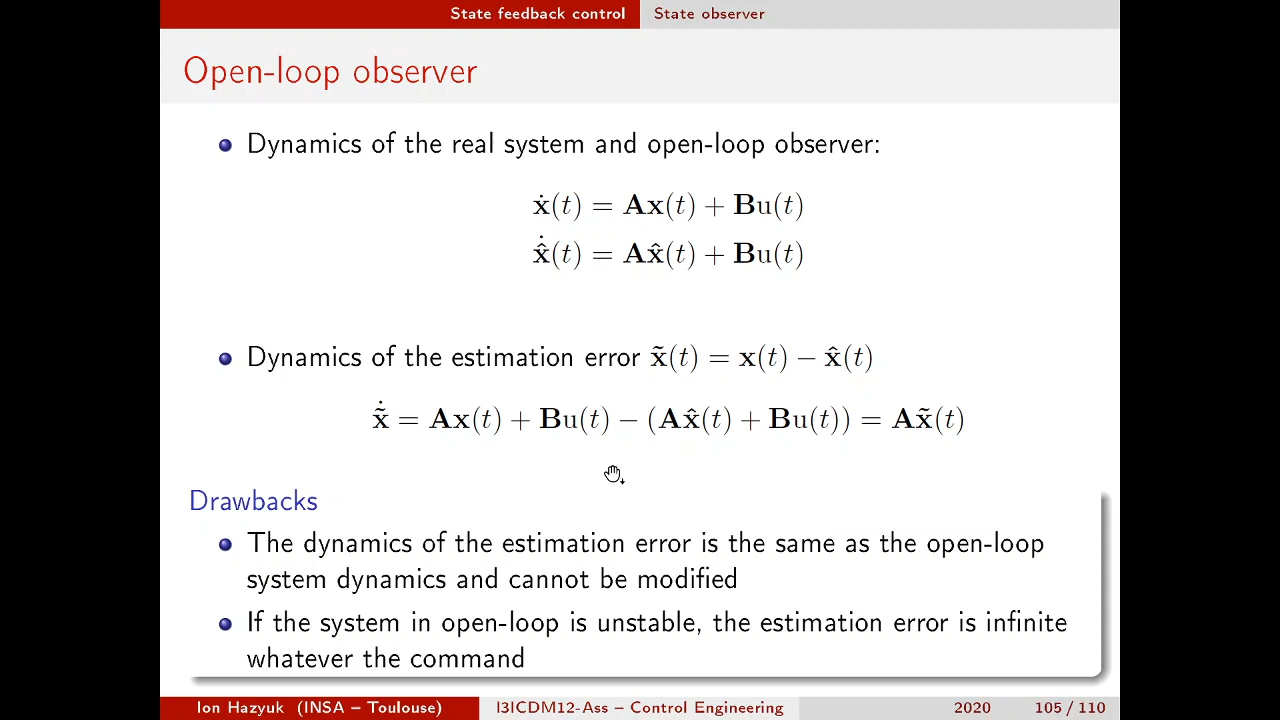 State feedback control State observer
Open-loop observer
Dynamics of the real system and open-loop observer:
ẋ(t) = Ax(t) + Bu(t)
x̂̇(t) = Ax̂(t) + Bu(t)
Dynamics of the estimation error x̃(t) = x(t) − x̂(t)
x̃̇ = Ax(t) + Bu(t) − (Ax̂(t) + Bu(t)) = Ax̃(t)
Drawbacks
The dynamics of the estimation error is the same as the open-loop
system dynamics and cannot be modified
If the system in open-loop is unstable, the estimation error is infinite
whatever the command
Ion Hazyuk (INSA – Toulouse) I3ICDM12-Ass – Control Engineering 2020 105 / 110